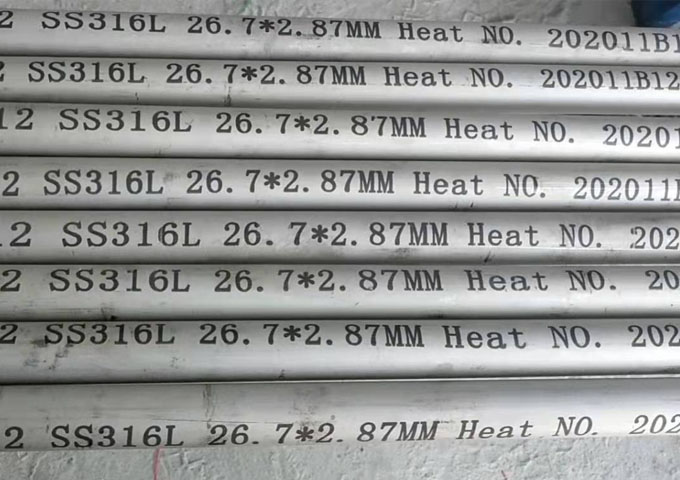 2 SS316L 26.7*2.87MM Heat NO. 202011B1
2 SS316L 26.7*2.87MM Heat NO. 202011B12
12 SS316L 26.7*2.87MM Heat NO. 20201
2 SS316L 26.7*2.87MM Heat NO. 202011
12 SS316L 26.7*2.87MM Heat NO. 202
2 SS316L 26.7*2.87MM Heat NO. 20
2 SS316L 26.7*2.87MM Heat NO. 202
2 SS316L 26.7*2.87MM Heat NO. 202